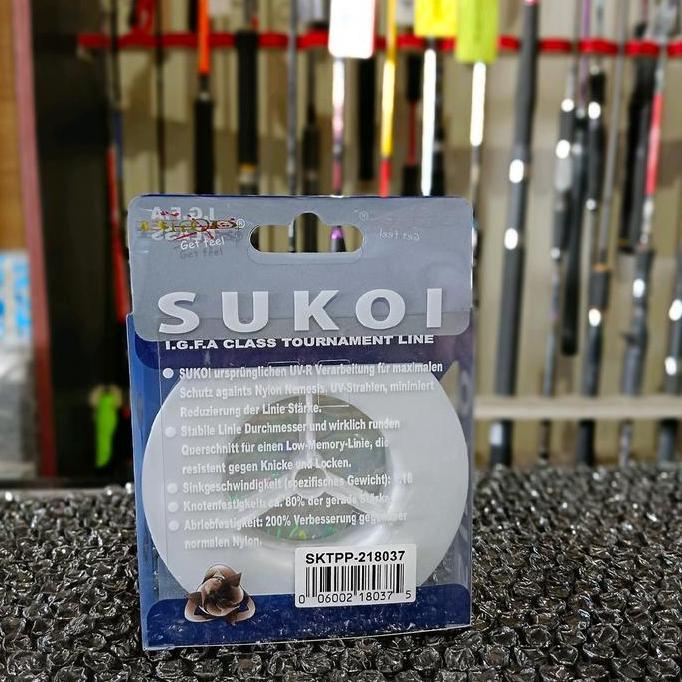 Get feel
SUKOI
I.G.F.A CLASS TOURNAMENT LINE
SUKOI ursprünglichen UV-R Verarbeitung für maximalen
Schutz againts Nylon Nemesis, UV-Strahlen, minimiert
Reduzierung der Linie Stärke.
Stabile Linie Durchmesser und wirklich runden
Querschnitt für einen Low-Memory-Linie, die
resistent gegen Knicke und Locken.
Sinkgeschwindigkeit (spezifisches Gewicht):
Knotenfestigkeit: ca. 80% der gerade Stärke
Abriebfestigkeit: 200% Verbesserung gegenüber
normalen Nylon.
SKTPP-218037
0 06002 18037 5